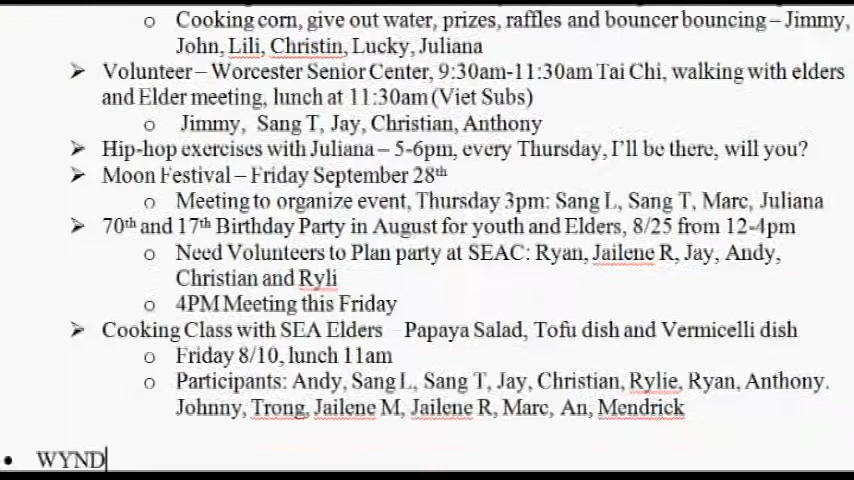 o Cooking corn, give out water, prizes, raffles and bouncer bouncing – Jimmy,
John, Lili, Christin, Lucky, Juliana
➢ Volunteer – Worcester Senior Center, 9:30am-11:30am Tai Chi, walking with elders
and Elder meeting, lunch at 11:30am (Viet Subs)
o Jimmy, Sang T, Jay, Christian, Anthony
➢ Hip-hop exercises with Juliana – 5-6pm, every Thursday, I'll be there, will you?
➢ Moon Festival – Friday September 28th
o Meeting to organize event, Thursday 3pm: Sang L, Sang T, Marc, Juliana
➢ 70th and 17th Birthday Party in August for youth and Elders, 8/25 from 12-4pm
o Need Volunteers to Plan party at SEAC: Ryan, Jailene R, Jay, Andy,
Christian and Ryli
o 4PM Meeting this Friday
➢ Cooking Class with SEA Elders – Papaya Salad, Tofu dish and Vermicelli dish
o Friday 8/10, lunch 11am
o Participants: Andy, Sang L, Sang T, Jay, Christian, Rylie, Ryan, Anthony.
Johnny, Trong, Jailene M, Jailene R, Marc, An, Mendrick
• WYND